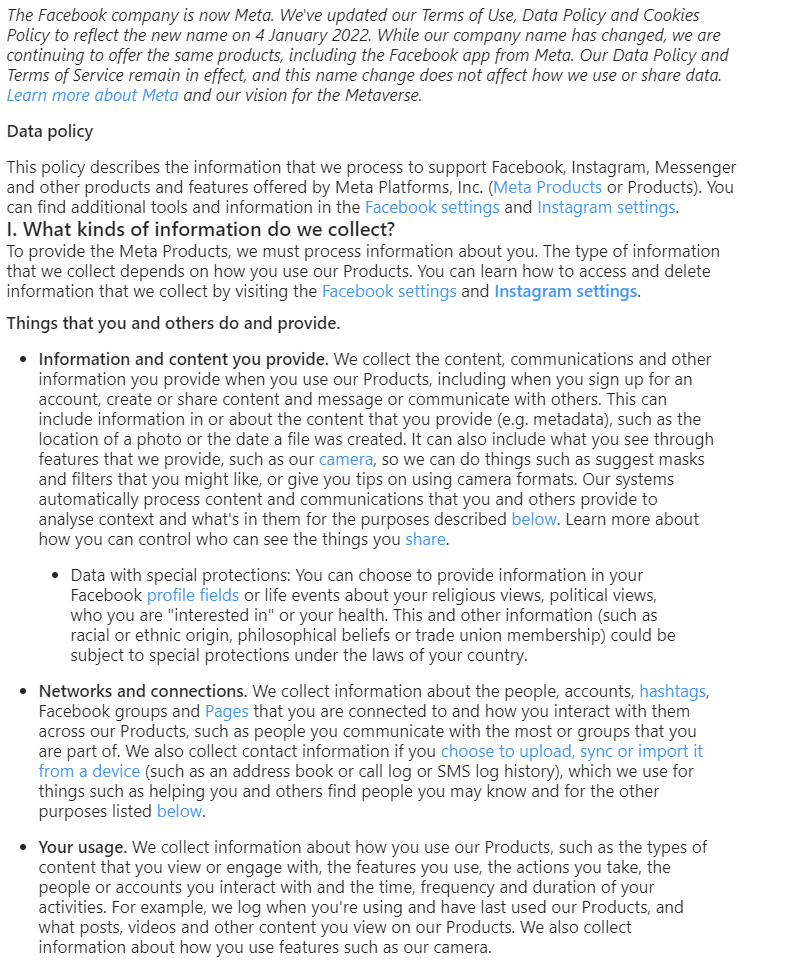 The Facebook company is now Meta. We've updated our Terms of Use, Data Policy and Cookies
Policy to reflect the new name on 4 January 2022. While our company name has changed, we are
continuing to offer the same products, including the Facebook app from Meta. Our Data Policy and
Terms of Service remain in effect, and this name change does not affect how we use or share data.
Learn more about Meta and our vision for the Metaverse.
Data policy
This policy describes the information that we process to support Facebook, Instagram, Messenger
and other products and features offered by Meta Platforms, Inc. (Meta Products or Products). You
can find additional tools and information in the Facebook settings and Instagram settings.
I. What kinds of information do we collect?
To provide the Meta Products, we must process information about you. The type of information
that we collect depends on how you use our Products. You can learn how to access and delete
information that we collect by visiting the Facebook settings and Instagram settings.
Things that you and others do and provide.
• Information and content you provide. We collect the content, communications and other
information you provide when you use our Products, including when you sign up for an
account, create or share content and message or communicate with others. This can
include information in or about the content that you provide (e.g. metadata), such as the
location of a photo or the date a file was created. It can also include what you see through
features that we provide, such as our camera, so we can do things such as suggest masks
and filters that you might like, or give you tips on using camera formats. Our systems
automatically process content and communications that you and others provide to
analyse context and what's in them for the purposes described below. Learn more about
how you can control who can see the things you share.
• Data with special protections: You can choose to provide information in your
Facebook profile fields or life events about your religious views, political views,
who you are "interested in" or your health. This and other information (such as
racial or ethnic origin, philosophical beliefs or trade union membership) could be
subject to special protections under the laws of your country.
• Networks and connections. We collect information about the people, accounts, hashtags,
Facebook groups and Pages that you are connected to and how you interact with them
across our Products, such as people you communicate with the most or groups that you
are part of. We also collect contact information if you choose to upload, sync or import it
from a device (such as an address book or call log or SMS log history), which we use for
things such as helping you and others find people you may know and for the other
purposes listed below.
• Your usage. We collect information about how you use our Products, such as the types of
content that you view or engage with, the features you use, the actions you take, the
people or accounts you interact with and the time, frequency and duration of your
activities. For example, we log when you're using and have last used our Products, and
what posts, videos and other content you view on our Products. We also collect
information about how you use features such as our camera.